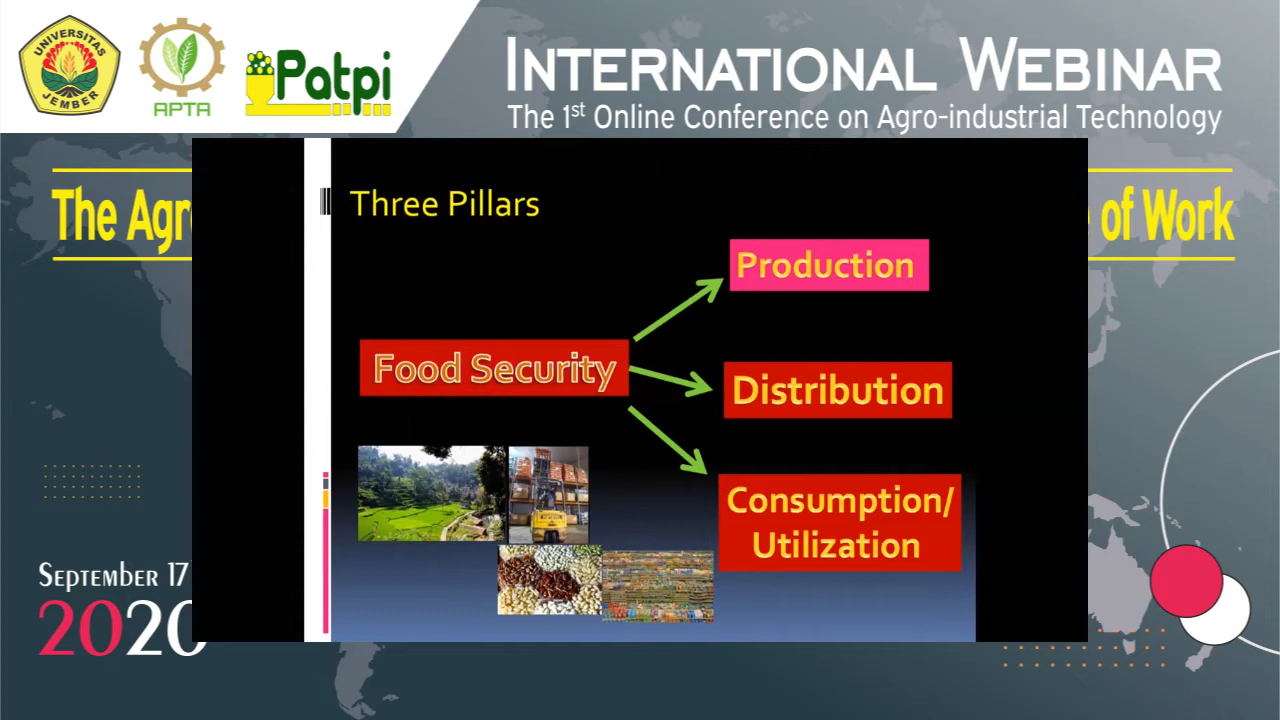 UNIVERSITAS
JEMBER
APTA
Patpi
INTERNATIONAL WEBINAR
The 1st Online Conference on Agro-industrial Technology
The Agr
of Work
Three Pillars
Production
Food Security
Distribution
Consumption/
Utilization
SEPTEMBER 17
2020